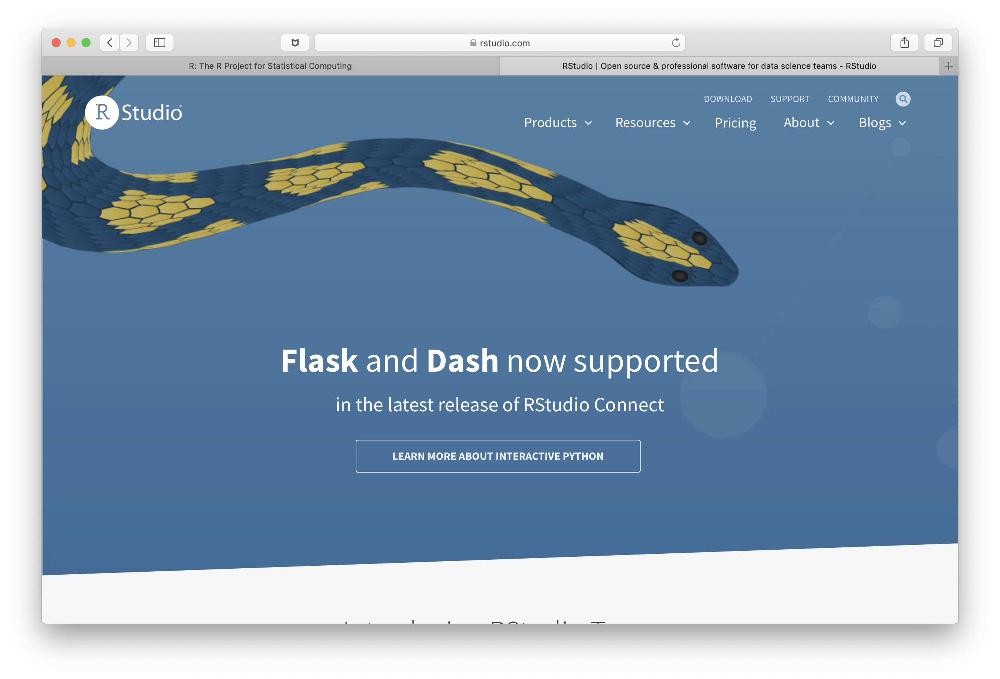 rstudio.com
R: The R Project for Statistical Computing
RStudio | Open source & professional software for data science teams - RStudio
R Studio®
DOWNLOAD SUPPORT COMMUNITY
Products Resources Pricing About Blogs
Flask and Dash now supported
in the latest release of RStudio Connect
LEARN MORE ABOUT INTERACTIVE PYTHON